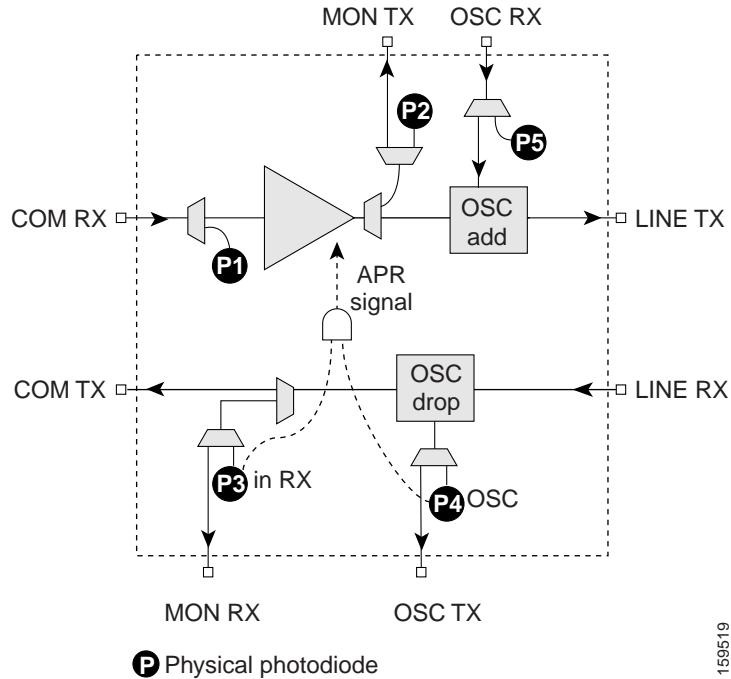 MON TX
OSC RX
P2
P5
COM RX
P1
OSC
add
LINE TX
APR
signal
COM TX
OSC
drop
LINE RX
P3 in RX
P4 OSC
MON RX
OSC TX
P Physical photodiode
159519